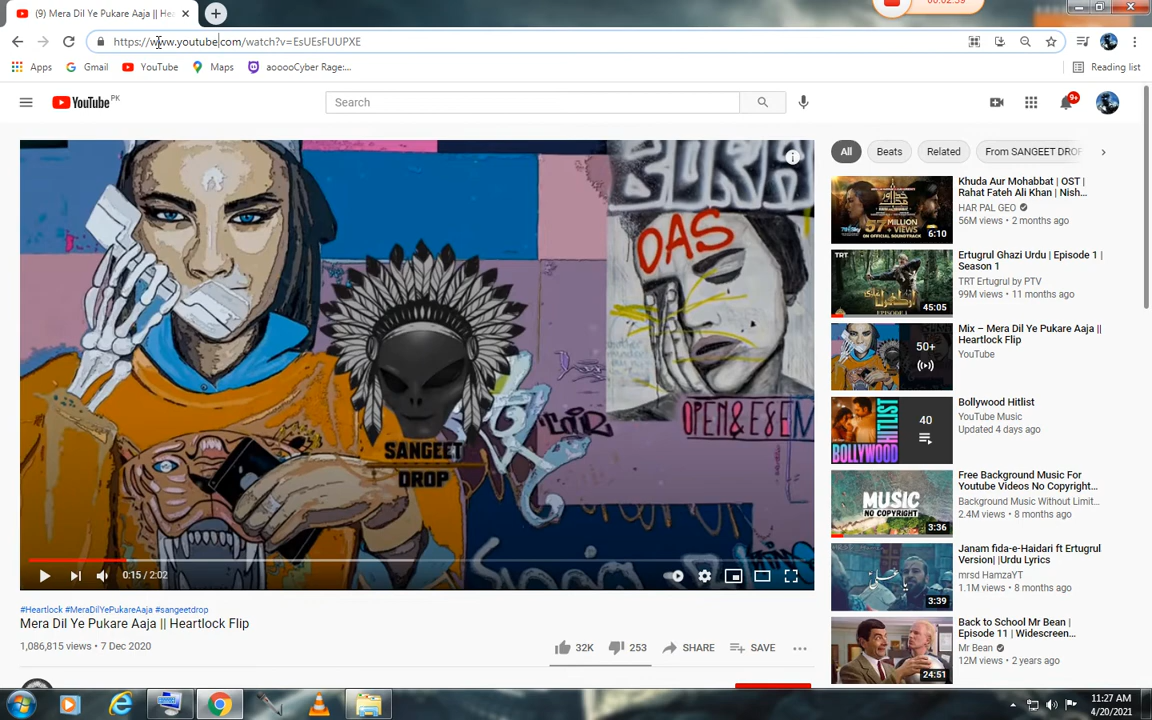 (9) Mera Dil Ye Pukare Aaja || Hea
00:02:59
https://www.youtube.com/watch?v=EsUEsFUUPXE
Apps
Gmail
YouTube
Maps
aooooCyber Rage:...
Reading list
YouTube PK
Search
9+
All
Beats
Related
From SANGEET DROP
OAS
OPEN&ESEN
SANGEET
DROP
0:15 / 2:02
#Heartlock #MeraDilYePukareAaja #sangeetdrop
Mera Dil Ye Pukare Aaja || Heartlock Flip
1,086,815 views • 7 Dec 2020
32K
253
SHARE
SAVE
Khuda Aur Mohabbat | OST |
Rahat Fateh Ali Khan | Nish...
HAR PAL GEO
56M views • 2 months ago
6:10
Ertugrul Ghazi Urdu | Episode 1 |
Season 1
TRT Ertugrul by PTV
99M views • 11 months ago
TRT
45:05
Mix – Mera Dil Ye Pukare Aaja ||
Heartlock Flip
YouTube
50+
Bollywood Hitlist
YouTube Music
Updated 4 days ago
BOLLYWOOD
HITLIST
40
Free Background Music For
Youtube Videos No Copyright...
Background Music Without Limit...
2.4M views • 8 months ago
MUSIC
NO COPYRIGHT
3:36
Janam fida-e-Haidari ft Ertugrul
Version| |Urdu Lyrics
mrsd HamzaYT
1.1M views • 8 months ago
3:39
Back to School Mr Bean |
Episode 11 | Widescreen...
Mr Bean
12M views • 2 years ago
24:51
11:27 AM
4/20/2021